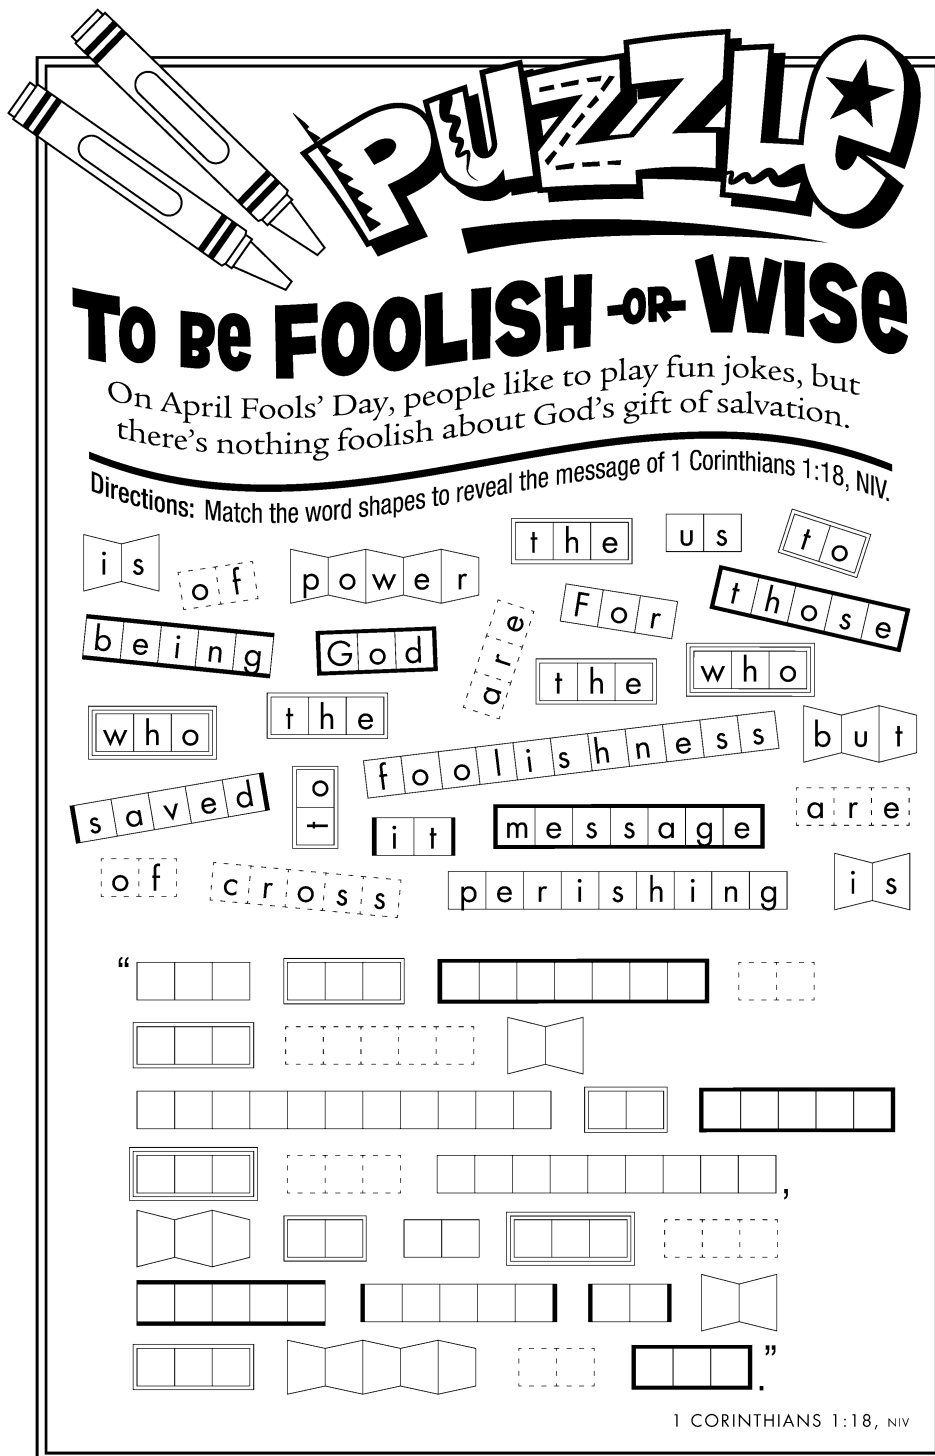 PUZZLE
TO BE FOOLISH -OR- WISE
On April Fools' Day, people like to play fun jokes, but
there's nothing foolish about God's gift of salvation.
Directions: Match the word shapes to reveal the message of 1 Corinthians 1:18, NIV.
is of power the us to
being God are For those
the who
who the foolishness but
saved to it message are
of cross perishing is
“
,
.”
1 CORINTHIANS 1:18, NIV